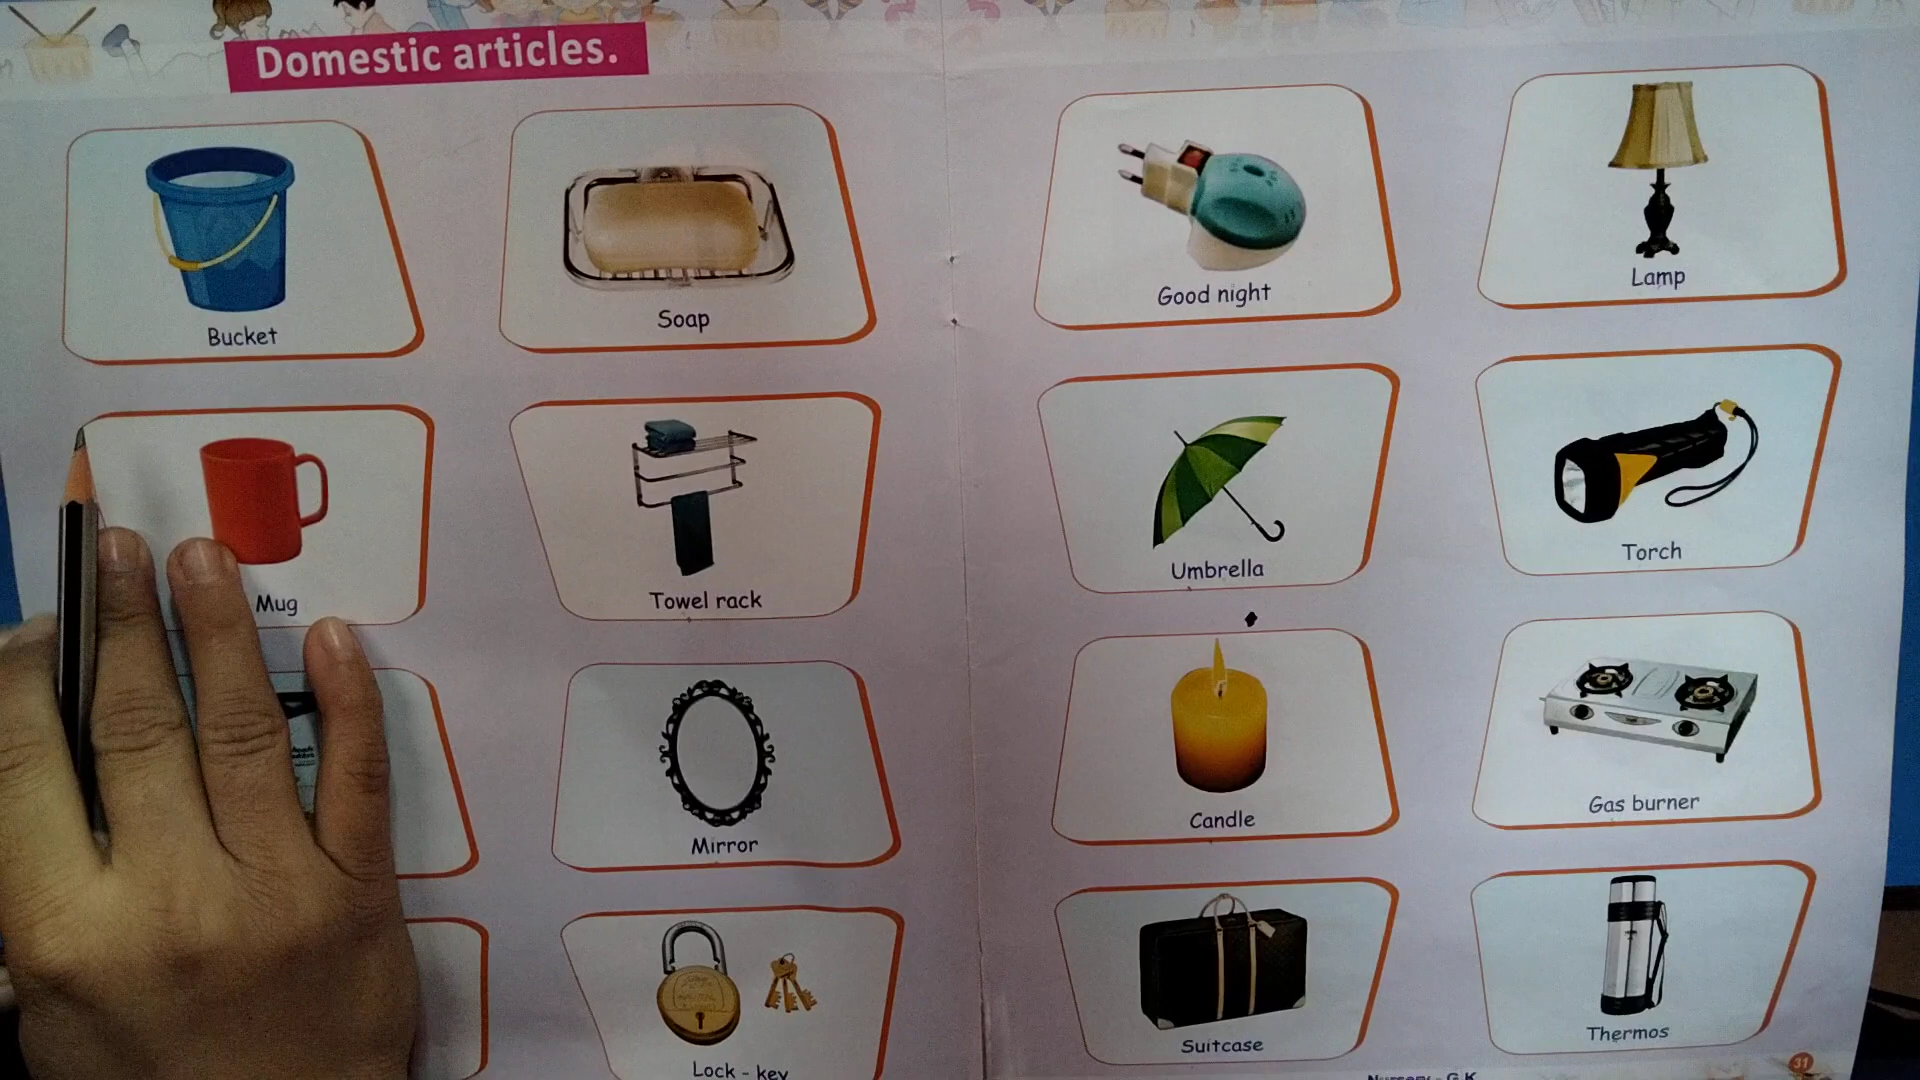 Domestic articles.
Bucket
Soap
Good night
Lamp
Mug
Towel rack
Umbrella
Torch
Mirror
Candle
Gas burner
Lock - key
Suitcase
Thermos
Nursery - G.K.
31